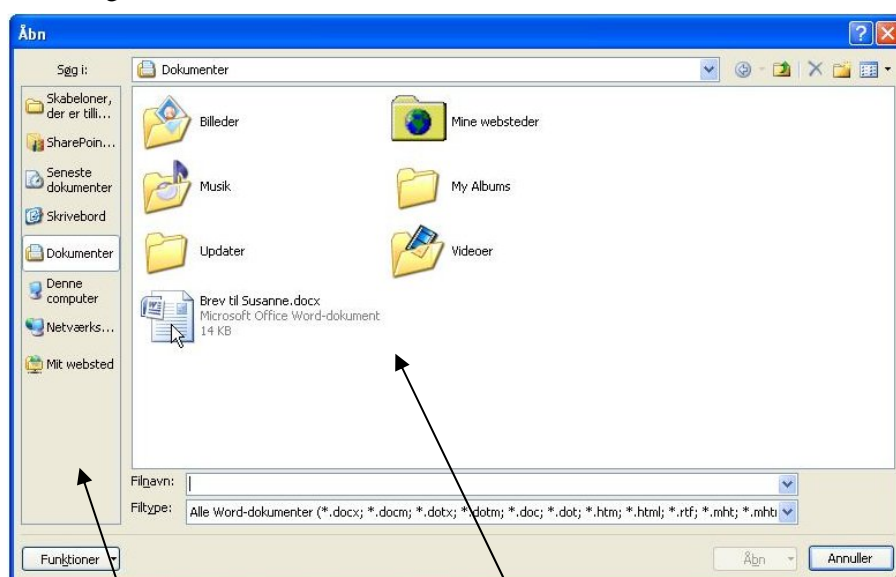 Åbn
Søg i:
Dokumenter
Skabeloner,
der er tilli...
SharePoin...
Seneste
dokumenter
Skrivebord
Dokumenter
Denne
computer
Netværks...
Mit websted
Billeder
Mine websteder
Musik
My Albums
Updater
Videoer
Brev til Susanne.docx
Microsoft Office Word-dokument
14 KB
Filnavn:
Filtype:
Alle Word-dokumenter (*.docx; *.docm; *.dotx; *.dotm; *.doc; *.dot; *.htm; *.html; *.rtf; *.mht; *.mht
Funktioner
Åbn
Annuller